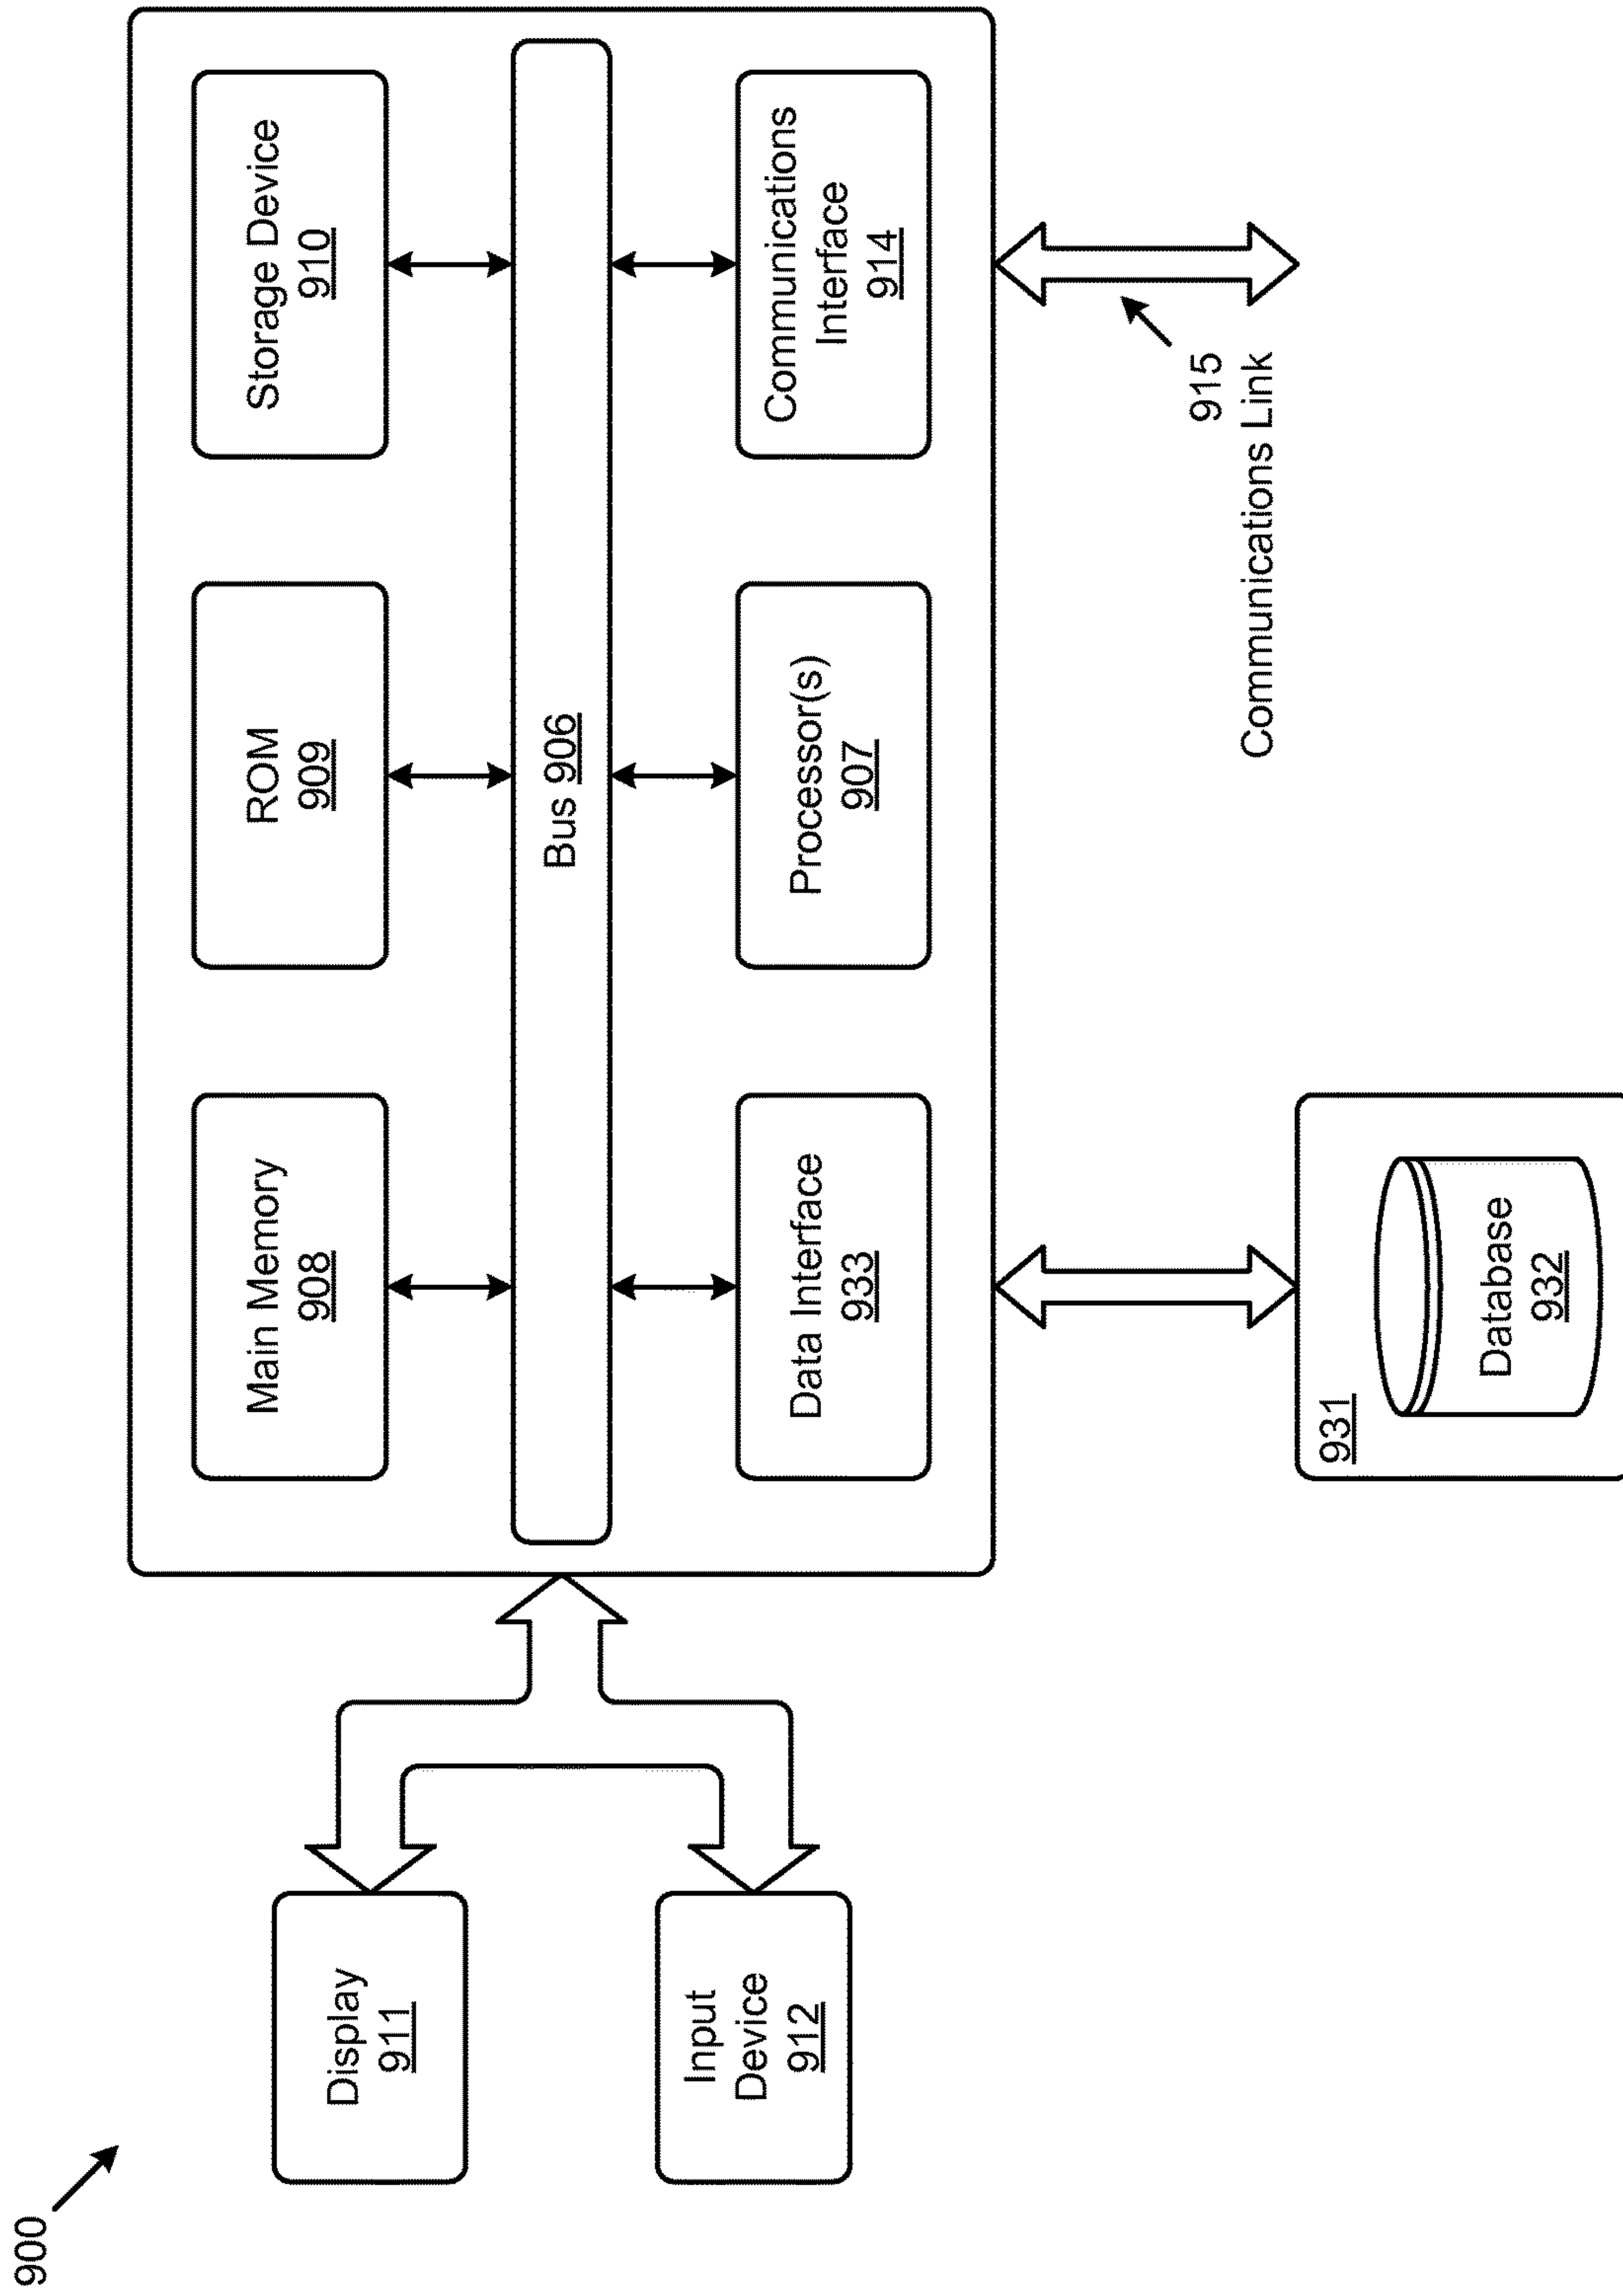 900
Main Memory
908
ROM
909
Storage Device
910
Display
911
Bus 906
Input
Device
912
Data Interface
933
Processor(s)
907
Communications
Interface
914
915
Communications Link
931
Database
932